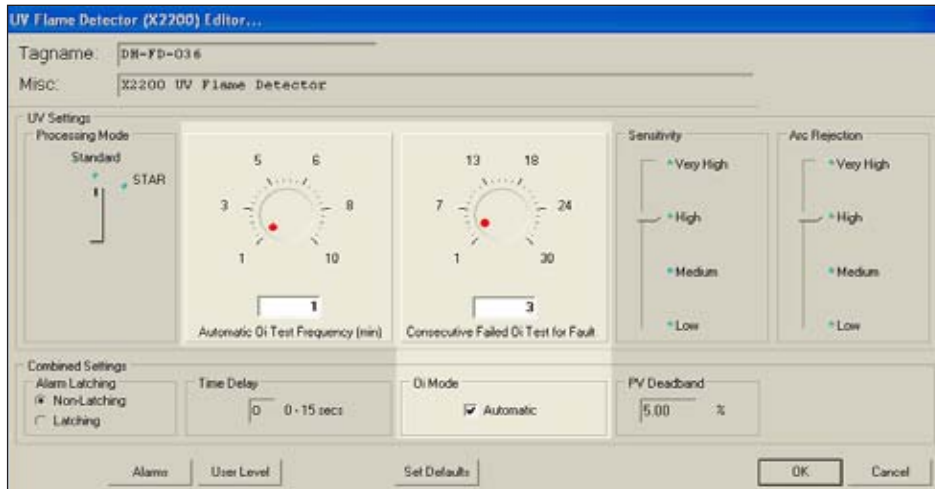 UV Flame Detector (X2200) Editor...
Tagname: DM-FD-036
Misc: X2200 UV Flame Detector
UV Settings
Processing Mode
Standard
STAR
5 6
3 8
1 10
1
Automatic Oi Test Frequency (min)
13 18
7 24
1 30
3
Consecutive Failed Oi Test for Fault
Sensitivity
Very High
High
Medium
Low
Arc Rejection
Very High
High
Medium
Low
Combined Settings
Alarm Latching
Non-Latching
Latching
Time Delay
0 0 - 15 secs
Oi Mode
Automatic
PV Deadband
5.00 %
Alarms User Level Set Defaults OK Cancel